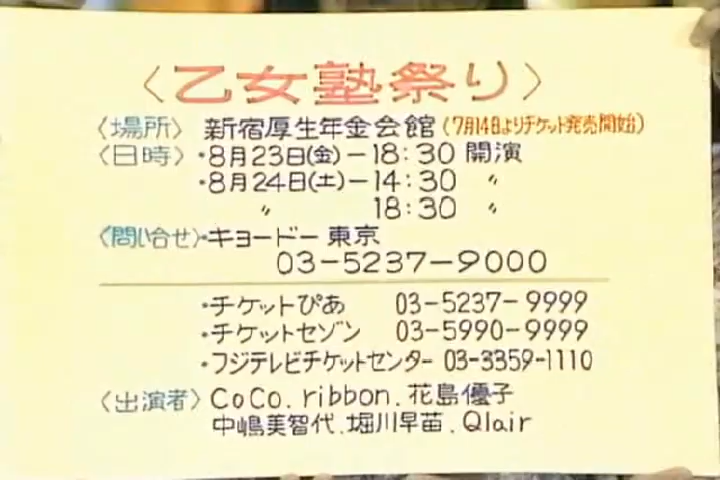 〈乙女塾祭り〉
〈場所〉 新宿厚生年金会館(7月14日よりチケット発売開始)
〈日時〉・8月23日(金)－18:30 開演
・8月24日(土)－14:30 〃
〃 18:30 〃
〈問い合せ〉・キョードー東京
03－5237－9000
・チケットぴあ 03－5237－9999
・チケットセゾン 03－5990－9999
・フジテレビチケットセンター 03－3359－1110
〈出演者〉 CoCo. ribbon. 花島優子
中嶋美智代. 堀川早苗. Qlair